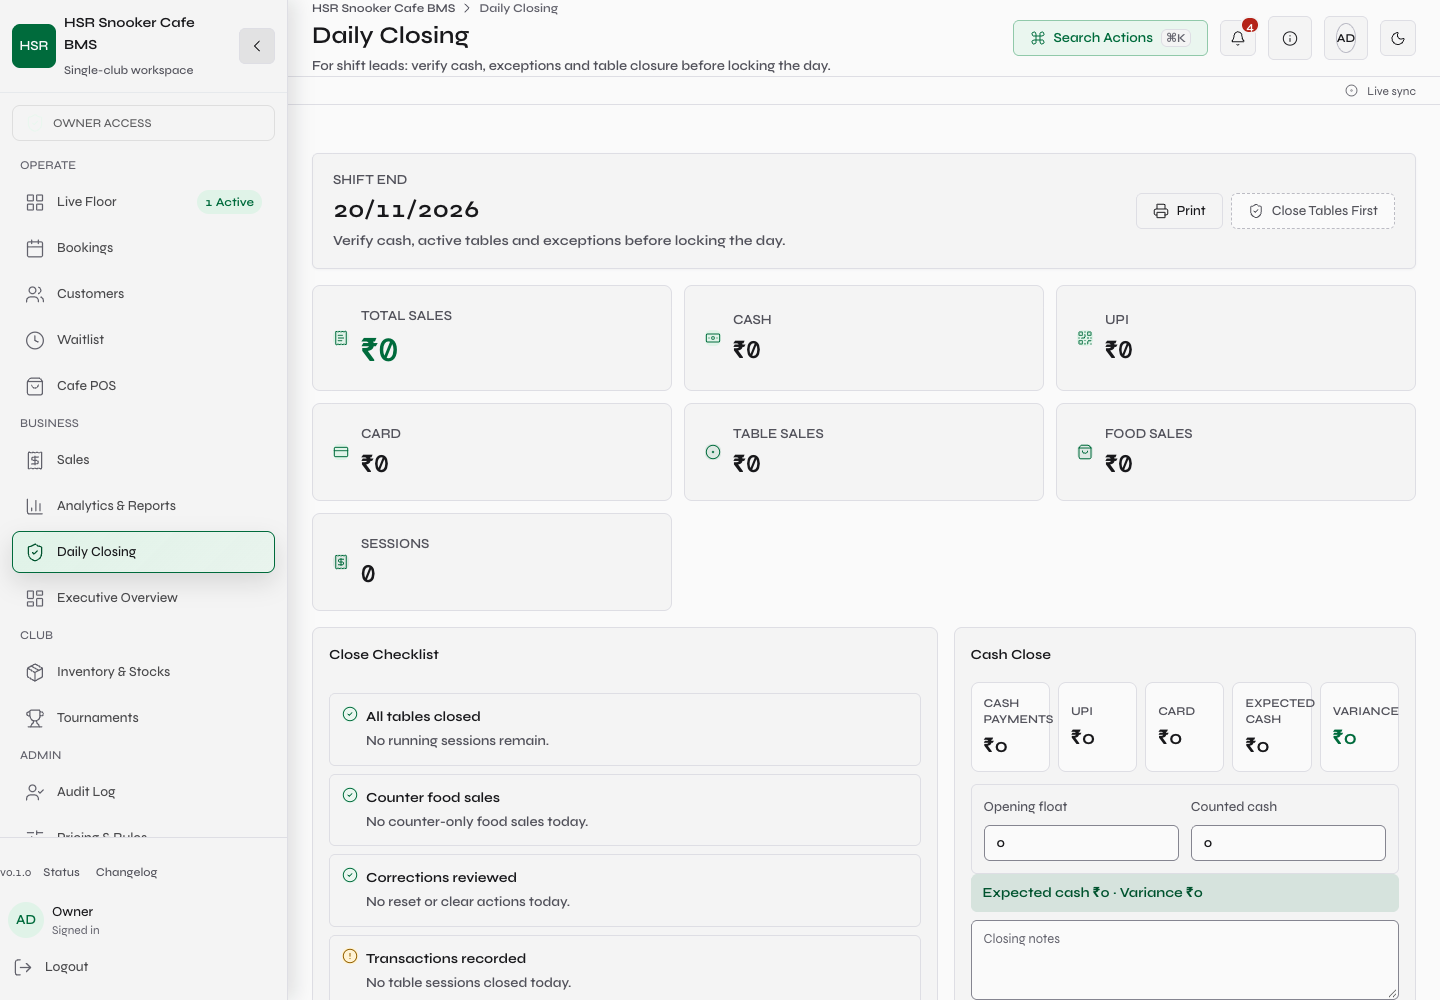 HSR
HSR Snooker Cafe
BMS
Single-club workspace
OWNER ACCESS
OPERATE
Live Floor
1 Active
Bookings
Customers
Waitlist
Cafe POS
BUSINESS
Sales
Analytics & Reports
Daily Closing
Executive Overview
CLUB
Inventory & Stocks
Tournaments
ADMIN
Audit Log
Pricing & Rules
v0.1.0 Status Changelog
AD
Owner
Signed in
Logout
HSR Snooker Cafe BMS > Daily Closing
Daily Closing
For shift leads: verify cash, exceptions and table closure before locking the day.
Search Actions ⌘K
4
AD
Live sync
SHIFT END
20/11/2026
Verify cash, active tables and exceptions before locking the day.
Print
Close Tables First
TOTAL SALES
₹0
CASH
₹0
UPI
₹0
CARD
₹0
TABLE SALES
₹0
FOOD SALES
₹0
SESSIONS
0
Close Checklist
All tables closed
No running sessions remain.
Counter food sales
No counter-only food sales today.
Corrections reviewed
No reset or clear actions today.
Transactions recorded
No table sessions closed today.
Cash Close
CASH
PAYMENTS
₹0
UPI
₹0
CARD
₹0
EXPECTED
CASH
₹0
VARIANCE
₹0
Opening float
0
Counted cash
0
Expected cash ₹0 · Variance ₹0
Closing notes